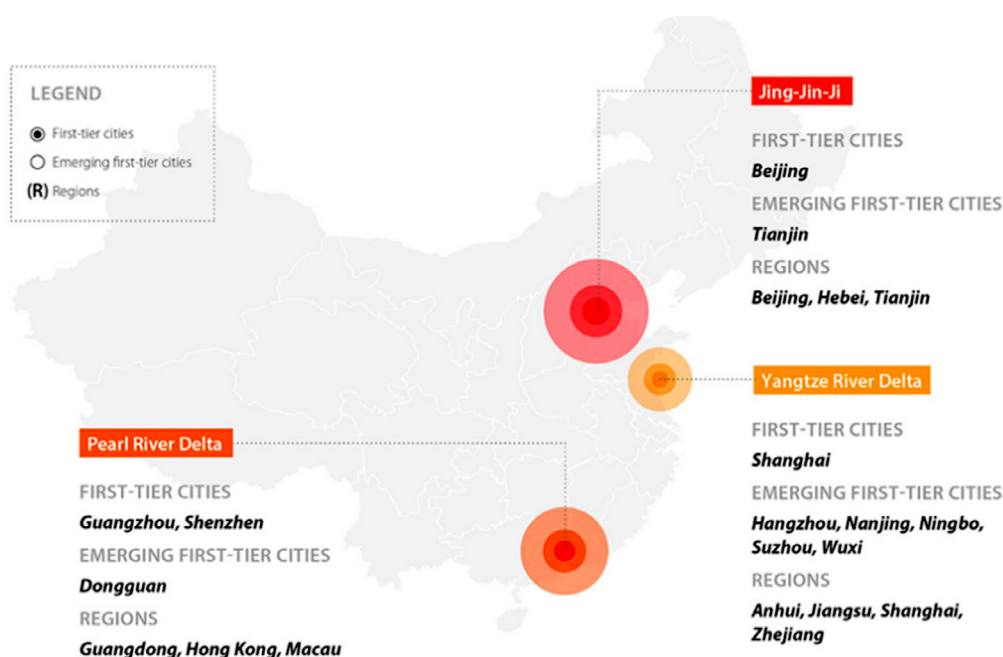 LEGEND
First-tier cities
Emerging first-tier cities
(R) Regions
Jing-Jin-Ji
FIRST-TIER CITIES
Beijing
EMERGING FIRST-TIER CITIES
Tianjin
REGIONS
Beijing, Hebei, Tianjin
Yangtze River Delta
FIRST-TIER CITIES
Shanghai
EMERGING FIRST-TIER CITIES
Hangzhou, Nanjing, Ningbo,
Suzhou, Wuxi
REGIONS
Anhui, Jiangsu, Shanghai,
Zhejiang
Pearl River Delta
FIRST-TIER CITIES
Guangzhou, Shenzhen
EMERGING FIRST-TIER CITIES
Dongguan
REGIONS
Guangdong, Hong Kong, Macau